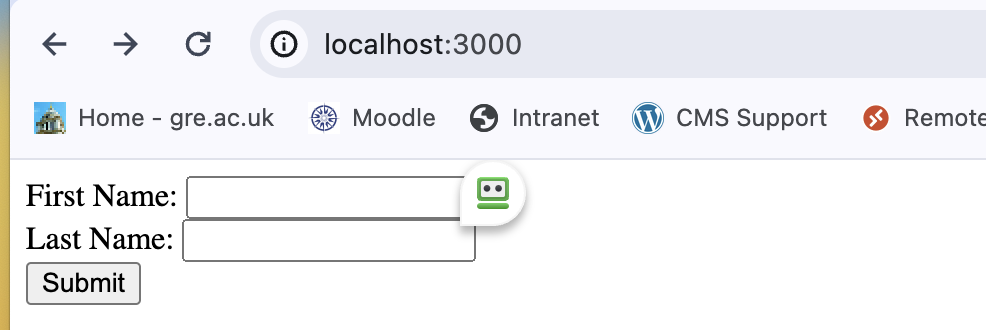 localhost:3000
Home - gre.ac.uk Moodle Intranet CMS Support Remote
First Name:
Last Name:
Submit